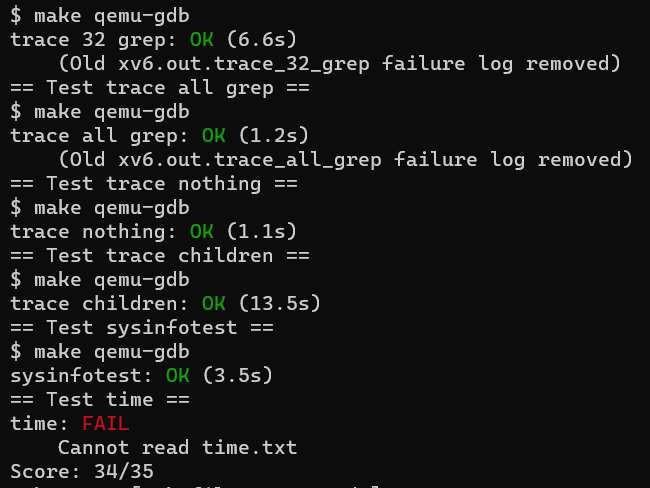 $ make qemu-gdb
trace 32 grep: OK (6.6s)
(Old xv6.out.trace_32_grep failure log removed)
== Test trace all grep ==
$ make qemu-gdb
trace all grep: OK (1.2s)
(Old xv6.out.trace_all_grep failure log removed)
== Test trace nothing ==
$ make qemu-gdb
trace nothing: OK (1.1s)
== Test trace children ==
$ make qemu-gdb
trace children: OK (13.5s)
== Test sysinfotest ==
$ make qemu-gdb
sysinfotest: OK (3.5s)
== Test time ==
time: FAIL
Cannot read time.txt
Score: 34/35